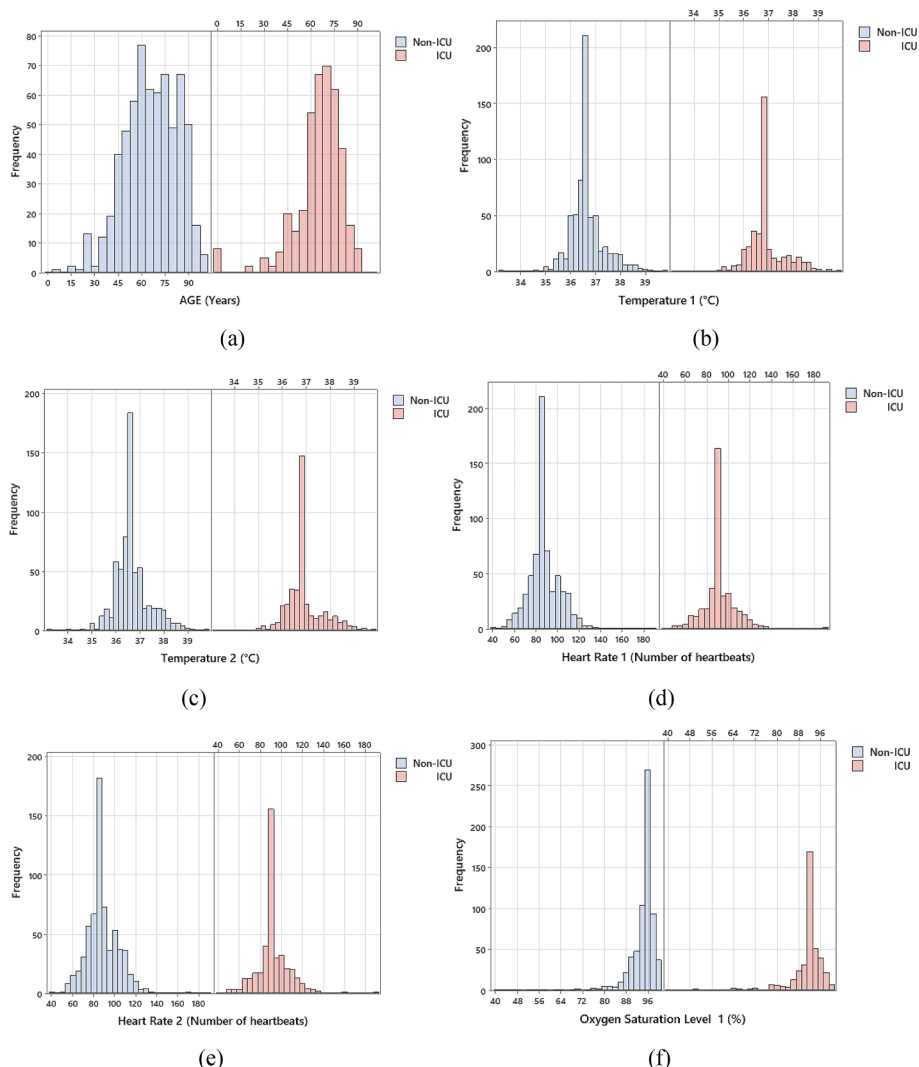 0 15 30 45 60 75 90
80
70
60
50
40
30
20
10
0
Frequency
0 15 30 45 60 75 90
AGE (Years)
Non-ICU
ICU
(a)
34 35 36 37 38 39
200
150
100
50
0
Frequency
34 35 36 37 38 39
Temperature 1 (°C)
Non-ICU
ICU
(b)
34 35 36 37 38 39
200
150
100
50
0
Frequency
34 35 36 37 38 39
Temperature 2 (°C)
Non-ICU
ICU
(c)
40 60 80 100 120 140 160 180
200
150
100
50
0
Frequency
40 60 80 100 120 140 160 180
Heart Rate 1 (Number of heartbeats)
Non-ICU
ICU
(d)
40 60 80 100 120 140 160 180
200
150
100
50
0
Frequency
40 60 80 100 120 140 160 180
Heart Rate 2 (Number of heartbeats)
Non-ICU
ICU
(e)
40 48 56 64 72 80 88 96
300
250
200
150
100
50
0
Frequency
40 48 56 64 72 80 88 96
Oxygen Saturation Level 1 (%)
Non-ICU
ICU
(f)